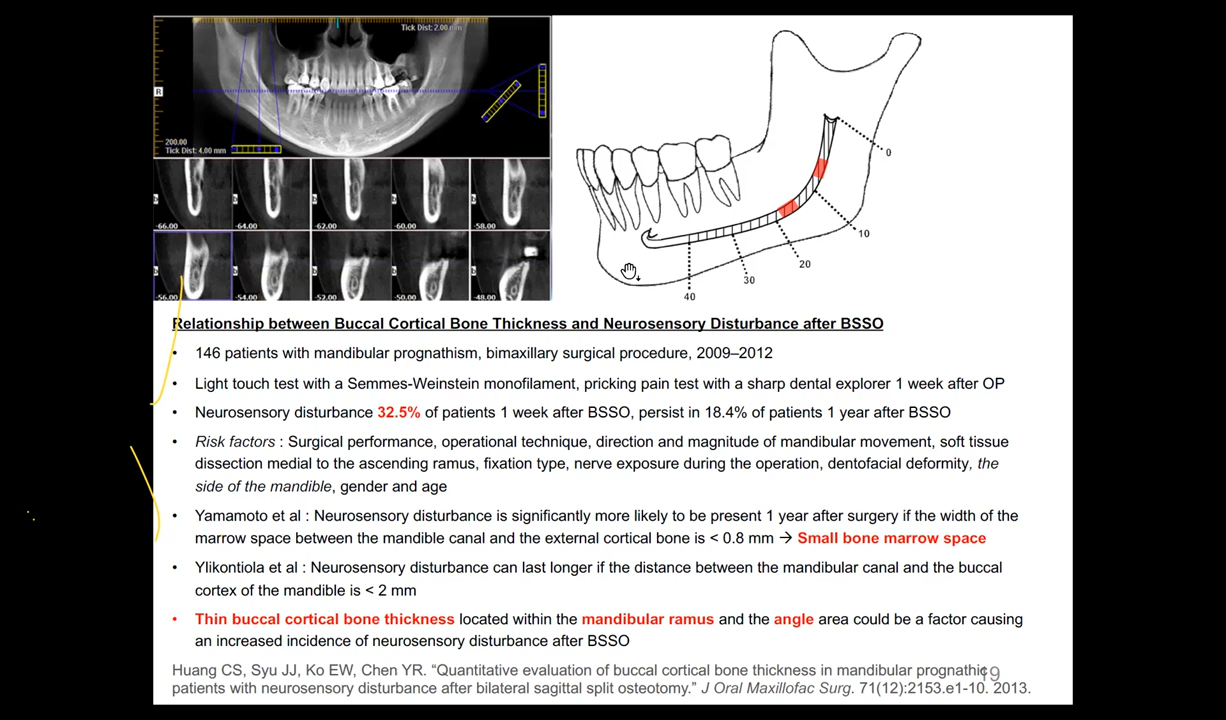 Tick Dist: 2.00 mm
R
200.00
Tick Dist: 4.00 mm
-66.00
-64.00
-62.00
-60.00
-58.00
-56.00
-54.00
-52.00
-50.00
-48.00
0
10
20
30
40
Relationship between Buccal Cortical Bone Thickness and Neurosensory Disturbance after BSSO
• 146 patients with mandibular prognathism, bimaxillary surgical procedure, 2009–2012
• Light touch test with a Semmes-Weinstein monofilament, pricking pain test with a sharp dental explorer 1 week after OP
• Neurosensory disturbance 32.5% of patients 1 week after BSSO, persist in 18.4% of patients 1 year after BSSO
• Risk factors : Surgical performance, operational technique, direction and magnitude of mandibular movement, soft tissue
dissection medial to the ascending ramus, fixation type, nerve exposure during the operation, dentofacial deformity, the
side of the mandible, gender and age
• Yamamoto et al : Neurosensory disturbance is significantly more likely to be present 1 year after surgery if the width of the
marrow space between the mandible canal and the external cortical bone is < 0.8 mm → Small bone marrow space
• Ylikontiola et al : Neurosensory disturbance can last longer if the distance between the mandibular canal and the buccal
cortex of the mandible is < 2 mm
• Thin buccal cortical bone thickness located within the mandibular ramus and the angle area could be a factor causing
an increased incidence of neurosensory disturbance after BSSO
Huang CS, Syu JJ, Ko EW, Chen YR. “Quantitative evaluation of buccal cortical bone thickness in mandibular prognathic
patients with neurosensory disturbance after bilateral sagittal split osteotomy.” J Oral Maxillofac Surg. 71(12):2153.e1-10. 2013.
19